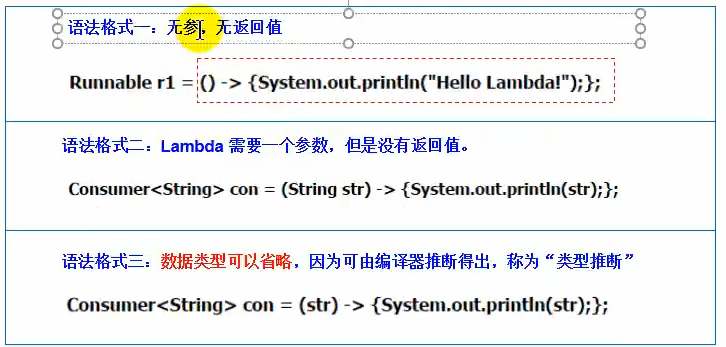 语法格式一：无参，无返回值
Runnable r1 = () -> {System.out.println("Hello Lambda!");};
语法格式二：Lambda 需要一个参数，但是没有返回值。
Consumer<String> con = (String str) -> {System.out.println(str);};
语法格式三：数据类型可以省略，因为可由编译器推断得出，称为“类型推断”
Consumer<String> con = (str) -> {System.out.println(str);};